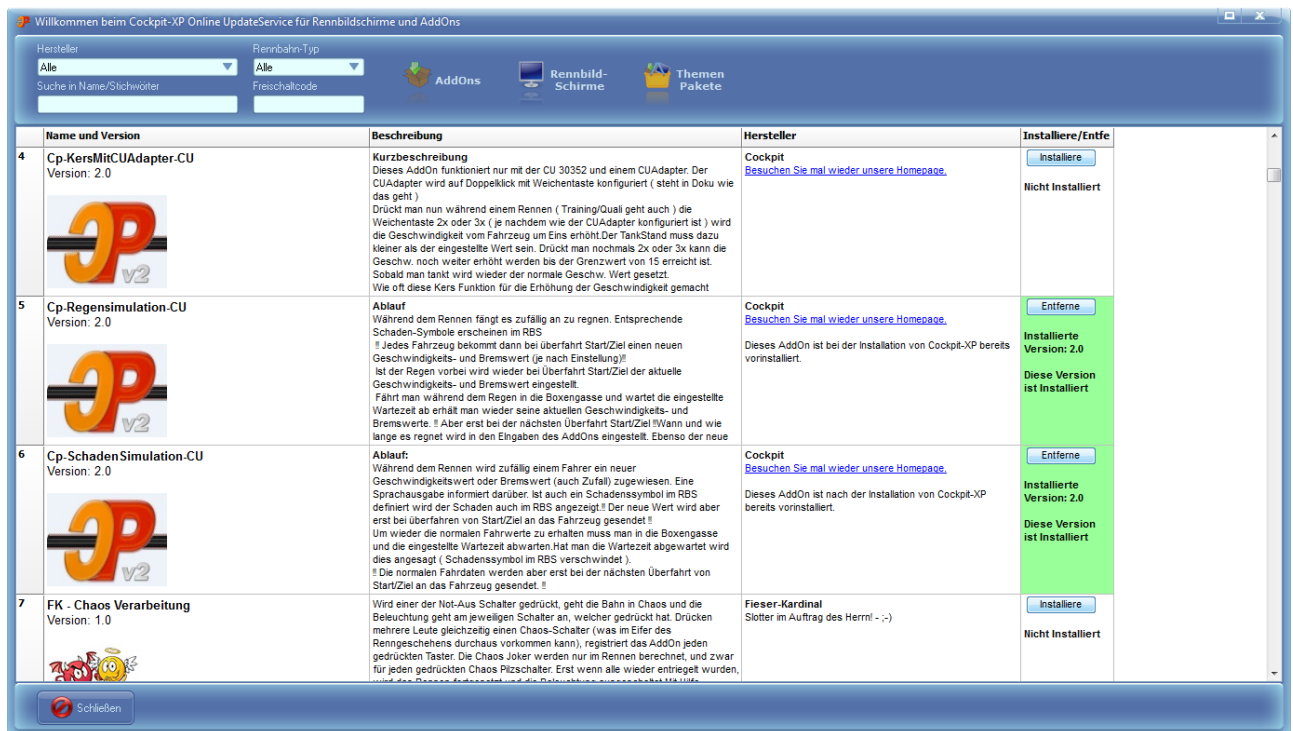 Willkommen beim Cockpit-XP Online UpdateService für Rennbildschirme und AddOns
Hersteller
Rennbahn-Typ
Alle
Alle
Suche in Name/Stichwörter
Freischaltcode
AddOns
Rennbild-
Schirme
Themen
Pakete
Name und Version
Beschreibung
Hersteller
Installiere/Entfe
4
Cp-KersMitCUAdapter-CU
Version: 2.0
v2
Kurzbeschreibung
Dieses AddOn funktioniert nur mit der CU 30352 und einem CUAdapter. Der
CUAdapter wird auf Doppelklick mit Weichentaste konfiguriert ( steht in Doku wie
das geht )
Drückt man nun während einem Rennen ( Training/Quali geht auch ) die
Weichentaste 2x oder 3x ( je nachdem wie der CUAdapter konfiguriert ist ) wird
die Geschwindigkeit vom Fahrzeug um Eins erhöht.Der TankStand muss dazu
kleiner als der eingestellte Wert sein. Drückt man nochmals 2x oder 3x kann die
Geschw. noch weiter erhöht werden bis der Grenzwert von 15 erreicht ist.
Sobald man tankt wird wieder der normale Geschw. Wert gesetzt.
Wie oft diese Kers Funktion für die Erhöhung der Geschwindigkeit gemacht
Cockpit
Besuchen Sie mal wieder unsere Homepage.
Installiere
Nicht Installiert
5
Cp-Regensimulation-CU
Version: 2.0
v2
Ablauf
Während dem Rennen fängt es zufällig an zu regnen. Entsprechende
Schaden-Symbole erscheinen im RBS
!! Jedes Fahrzeug bekommt dann bei überfahrt Start/Ziel einen neuen
Geschwindigkeits- und Bremswert (je nach Einstellung)!!
Ist der Regen vorbei wird wieder bei Überfahrt Start/Ziel der aktuelle
Geschwindigkeits- und Bremswert eingestellt.
Fährt man während dem Regen in die Boxengasse und wartet die eingestellte
Wartezeit ab erhält man wieder seine aktuellen Geschwindigkeits- und
Bremswerte. !! Aber erst bei der nächsten Überfahrt Start/Ziel !!Wann und wie
lange es regnet wird in den EIngaben des AddOns eingestellt. Ebenso der neue
Cockpit
Besuchen Sie mal wieder unsere Homepage.
Dieses AddOn ist bei der Installation von Cockpit-XP bereits
vorinstalliert.
Entferne
Installierte
Version: 2.0
Diese Version
ist Installiert
6
Cp-SchadenSimulation-CU
Version: 2.0
v2
Ablauf:
Während dem Rennen wird zufällig einem Fahrer ein neuer
Geschwindigkeitswert oder Bremswert (auch Zufall) zugewiesen. Eine
Sprachausgabe informiert darüber. Ist auch ein Schadenssymbol im RBS
definiert wird der Schaden auch im RBS angezeigt.!! Der neue Wert wird aber
erst bei überfahren von Start/Ziel an das Fahrzeug gesendet !!
Um wieder die normalen Fahrwerte zu erhalten muss man in die Boxengasse
und die eingestellte Wartezeit abwarten.Hat man die Wartezeit abgewartet wird
dies angesagt ( Schadenssymbol im RBS verschwindet ).
!! Die normalen Fahrdaten werden aber erst bei der nächsten Überfahrt von
Start/Ziel an das Fahrzeug gesendet. !!
Cockpit
Besuchen Sie mal wieder unsere Homepage.
Dieses AddOn ist nach der Installation von Cockpit-XP
bereits vorinstalliert.
Entferne
Installierte
Version: 2.0
Diese Version
ist Installiert
7
FK - Chaos Verarbeitung
Version: 1.0
Wird einer der Not-Aus Schalter gedrückt, geht die Bahn in Chaos und die
Beleuchtung geht am jeweiligen Schalter an, welcher gedrückt hat. Drücken
mehrere Leute gleichzeitig einen Chaos-Schalter (was im Eifer des
Renngeschehens durchaus vorkommen kann), registriert das AddOn jeden
gedrückten Taster. Die Chaos Joker werden nur im Rennen berechnet, und zwar
für jeden gedrückten Chaos Pilzschalter. Erst wenn alle wieder entriegelt wurden,
Fieser-Kardinal
Slotter im Auftrag des Herrn! - ;-)
Installiere
Nicht Installiert
Schließen